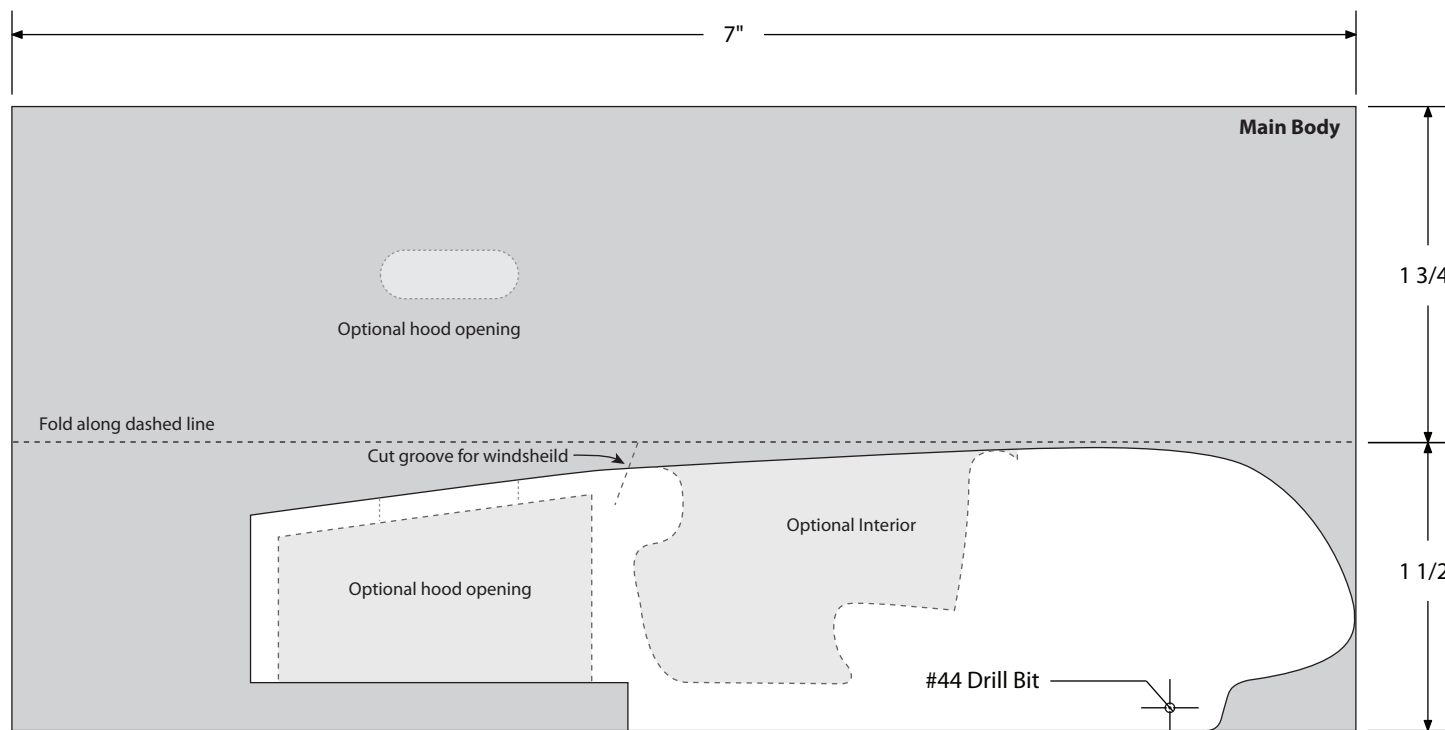 7"
Main Body
1 3/4
Optional hood opening
Fold along dashed line
Cut groove for windsheild
Optional Interior
1 1/2
Optional hood opening
#44 Drill Bit